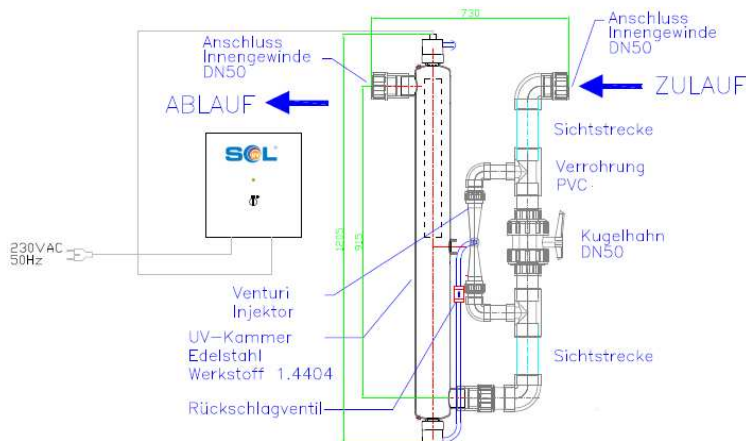 730
Anschluss
Innengewinde
DN50
Anschluss
Innengewinde
DN50
ABLAUF
ZULAUF
Sichtstrecke
SOL
Verrohrung
PVC
1205
915
Kugelhahn
DN50
230VAC
50Hz
Venturi
Injektor
UV-Kammer
Edelstahl
Werkstoff 1.4404
Sichtstrecke
Rückschlagventil